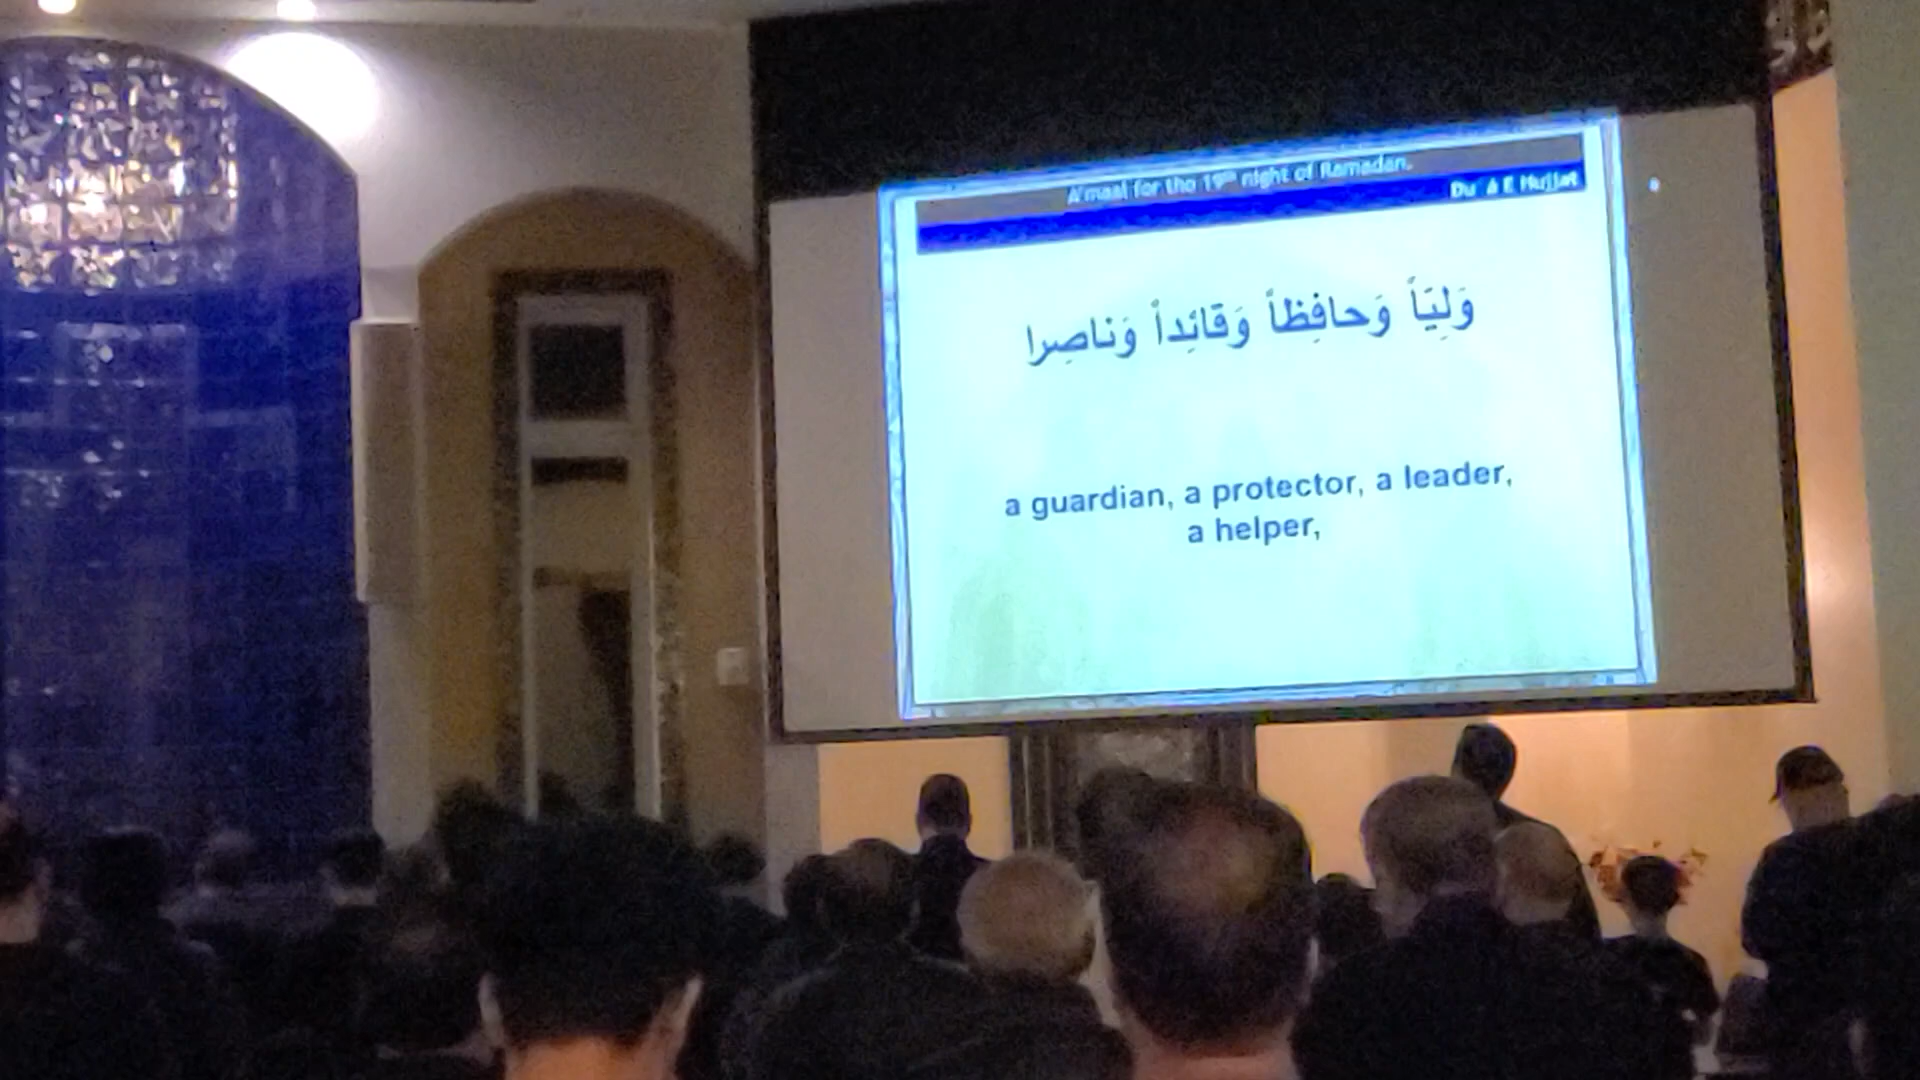 A'maal for the 19th night of Ramadan.
Du'á E Hujjat
وَلِيّاً وَحافِظاً وَقائِداً وَناصِرا
a guardian, a protector, a leader,
a helper,